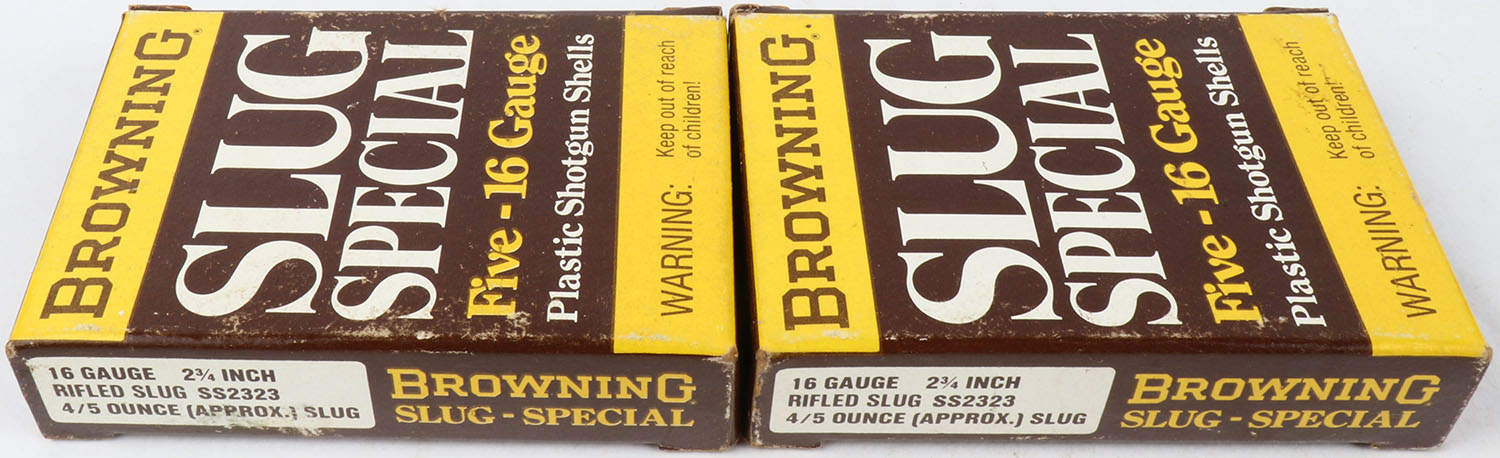 BROWNING®
SLUG
SPECIAL
Five - 16 Gauge
Plastic Shotgun Shells
WARNING: Keep out of reach
of children!
16 GAUGE 2¾ INCH
RIFLED SLUG SS2323
4/5 OUNCE (APPROX.) SLUG
BROWNING
SLUG - SPECIAL
BROWNING®
SLUG
SPECIAL
Five - 16 Gauge
Plastic Shotgun Shells
WARNING: Keep out of reach
of children!
16 GAUGE 2¾ INCH
RIFLED SLUG SS2323
4/5 OUNCE (APPROX.) SLUG
BROWNING
SLUG - SPECIAL